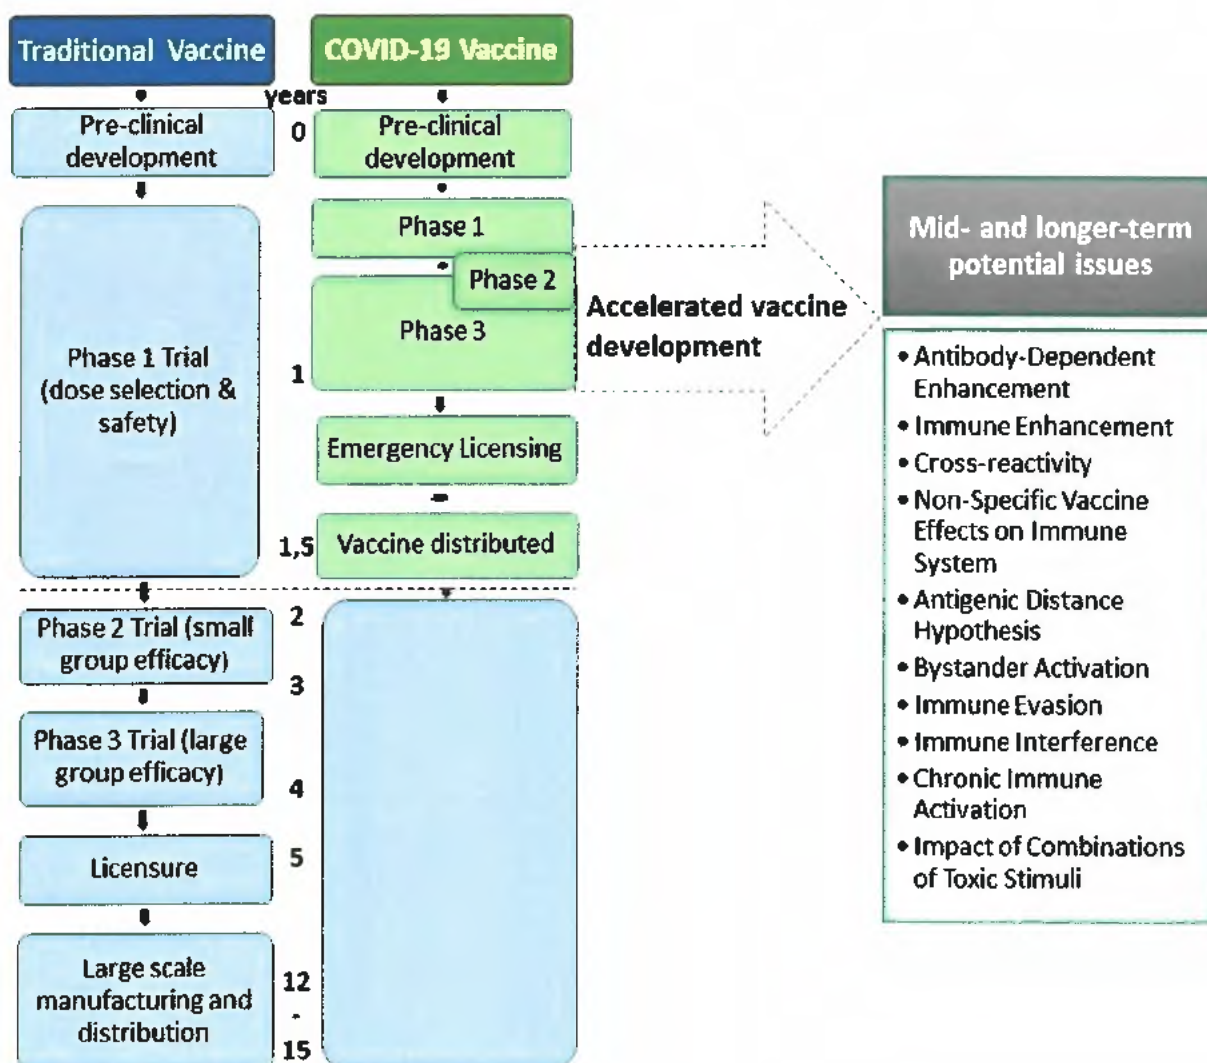 Traditional Vaccine
Pre-clinical
development
Phase 1 Trial
(dose selection &
safety)
Phase 2 Trial (small
group efficacy)
Phase 3 Trial (large
group efficacy)
Licensure
Large scale
manufacturing and
distribution
years
0
1
1,5
2
3
4
5
12
-
15
COVID-19 Vaccine
Pre-clinical
development
Phase 1
Phase 2
Phase 3
Emergency Licensing
Vaccine distributed
Accelerated vaccine
development
Mid- and longer-term
potential issues
• Antibody-Dependent
Enhancement
• Immune Enhancement
• Cross-reactivity
• Non-Specific Vaccine
Effects on Immune
System
• Antigenic Distance
Hypothesis
• Bystander Activation
• Immune Evasion
• Immune Interference
• Chronic Immune
Activation
• Impact of Combinations
of Toxic Stimuli